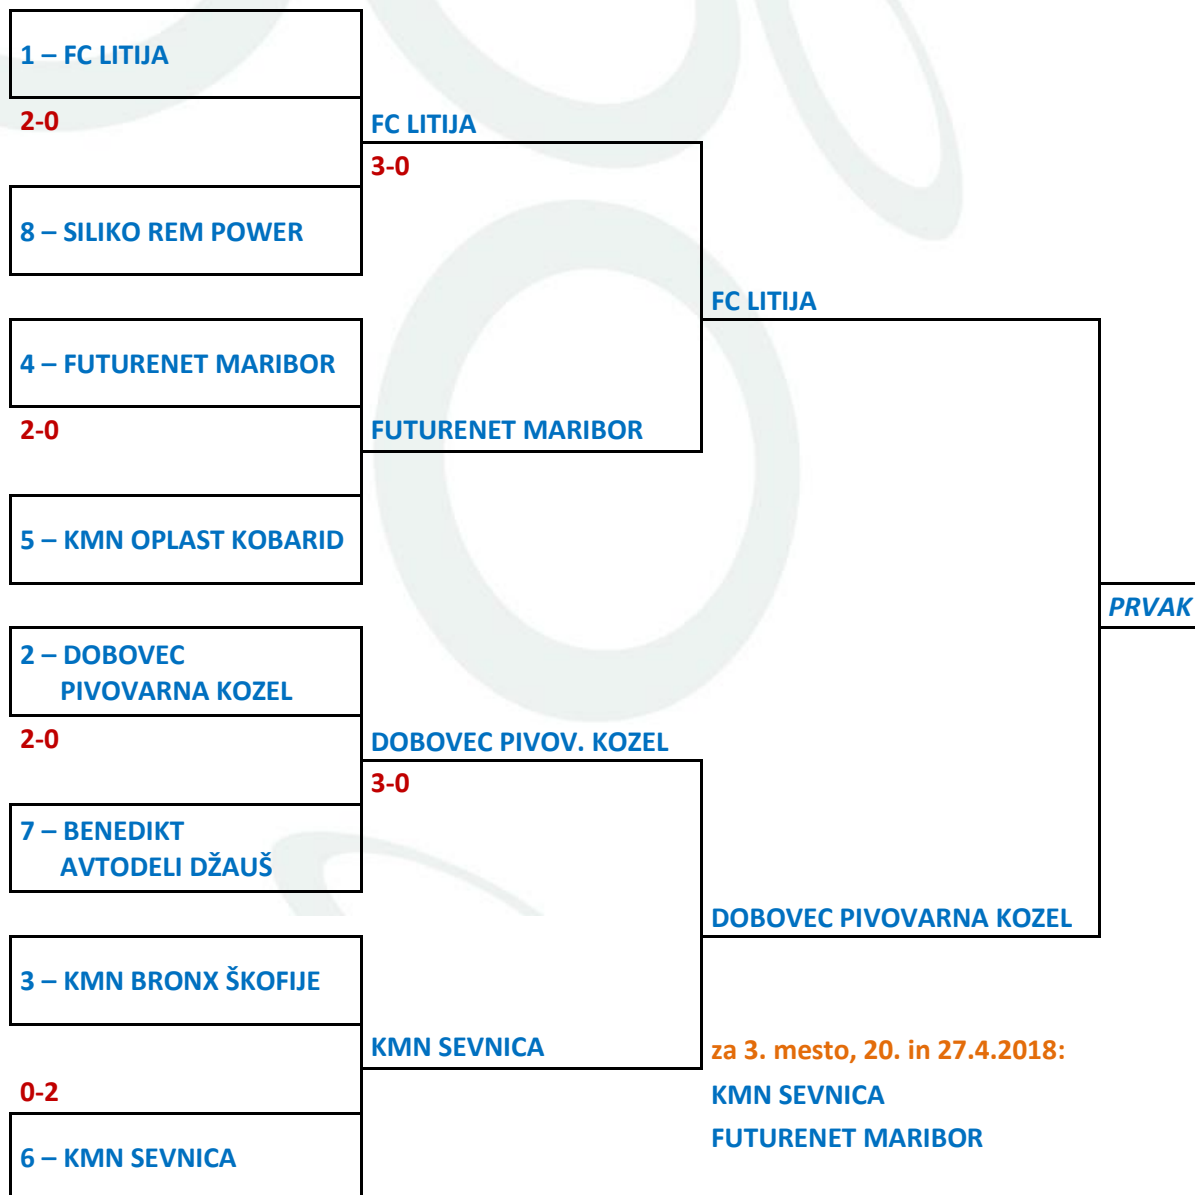 1 – FC LITIJA
2-0
8 – SILIKO REM POWER
4 – FUTURENET MARIBOR
2-0
5 – KMN OPLAST KOBARID
2 – DOBOVEC
PIVOVARNA KOZEL
2-0
7 – BENEDIKT
AVTODELI DŽAUŠ
3 – KMN BRONX ŠKOFIJE
0-2
6 – KMN SEVNICA
FC LITIJA
3-0
FUTURENET MARIBOR
DOBOVEC PIVOV. KOZEL
3-0
KMN SEVNICA
FC LITIJA
DOBOVEC PIVOVARNA KOZEL
PRVAK
za 3. mesto, 20. in 27.4.2018:
KMN SEVNICA
FUTURENET MARIBOR